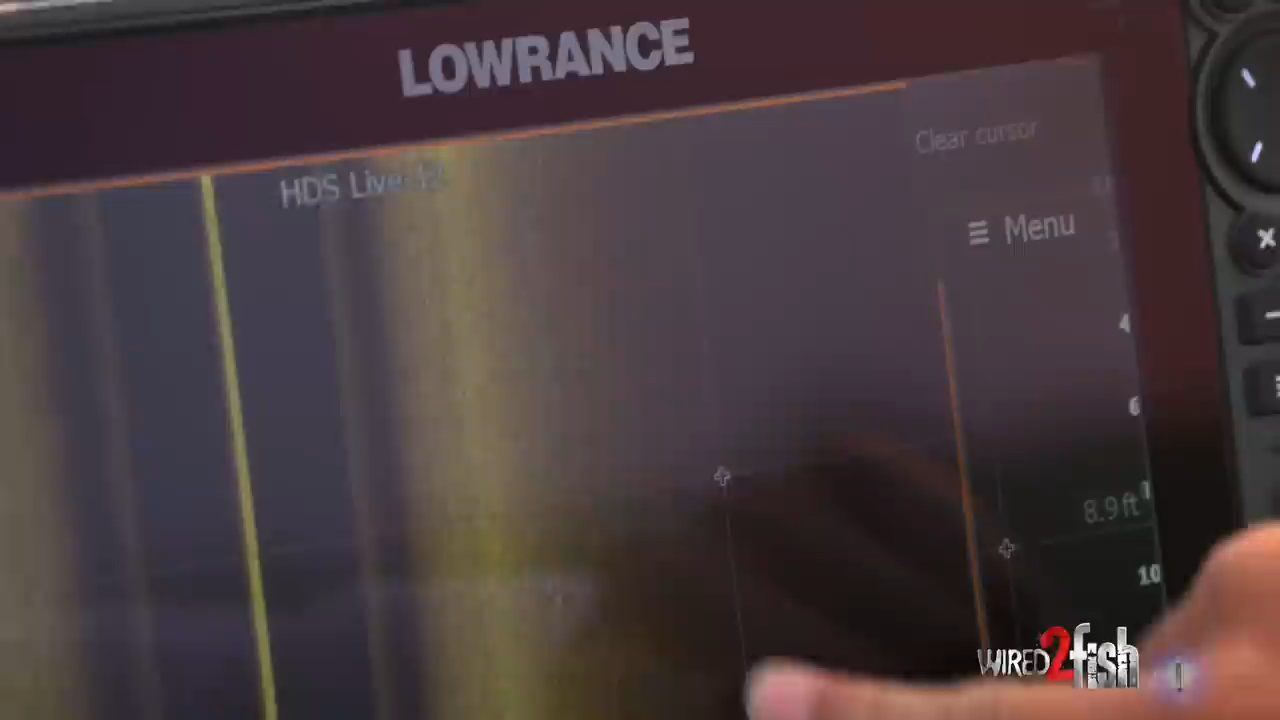 LOWRANCE
Clear cursor
HDS Live-12
≡ Menu
4
6
8.9 ft
10
WIRED2fish